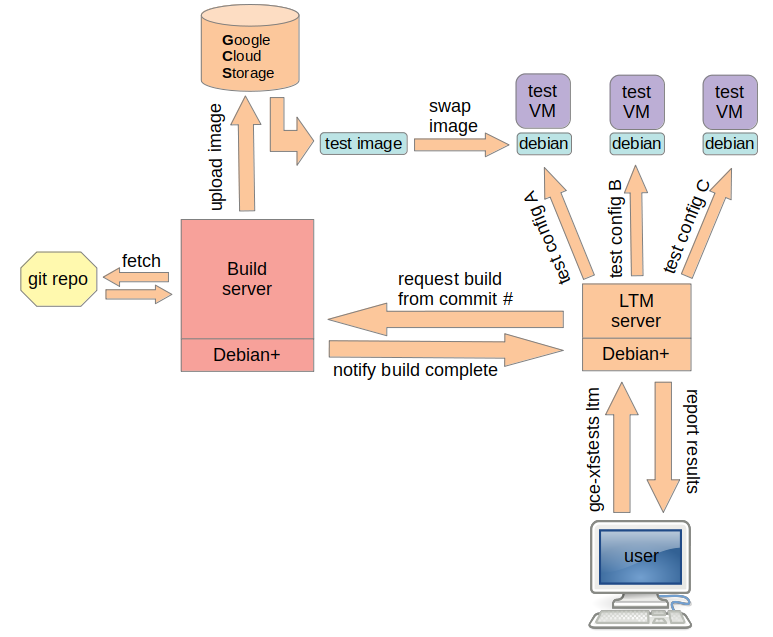 Google
Cloud
Storage
upload image
test image
swap
image
test
VM
debian
test
VM
debian
test
VM
debian
test config A
test config B
test config C
git repo
fetch
Build
server
Debian+
request build
from commit #
notify build complete
LTM
server
Debian+
gce-xfstests ltm
report results
user